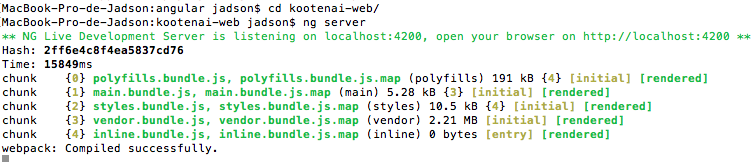 [MacBook-Pro-de-Jadson:angular jadson$ cd kootenai-web/
[MacBook-Pro-de-Jadson:kootenai-web jadson$ ng server
** NG Live Development Server is listening on localhost:4200, open your browser on http://localhost:4200 **
Hash: 2ff6e4c8f4ea5837cd76
Time: 15849ms
chunk    {0} polyfills.bundle.js, polyfills.bundle.js.map (polyfills) 191 kB {4} [initial] [rendered]
chunk    {1} main.bundle.js, main.bundle.js.map (main) 5.28 kB {3} [initial] [rendered]
chunk    {2} styles.bundle.js, styles.bundle.js.map (styles) 10.5 kB {4} [initial] [rendered]
chunk    {3} vendor.bundle.js, vendor.bundle.js.map (vendor) 2.21 MB [initial] [rendered]
chunk    {4} inline.bundle.js, inline.bundle.js.map (inline) 0 bytes [entry] [rendered]
webpack: Compiled successfully.